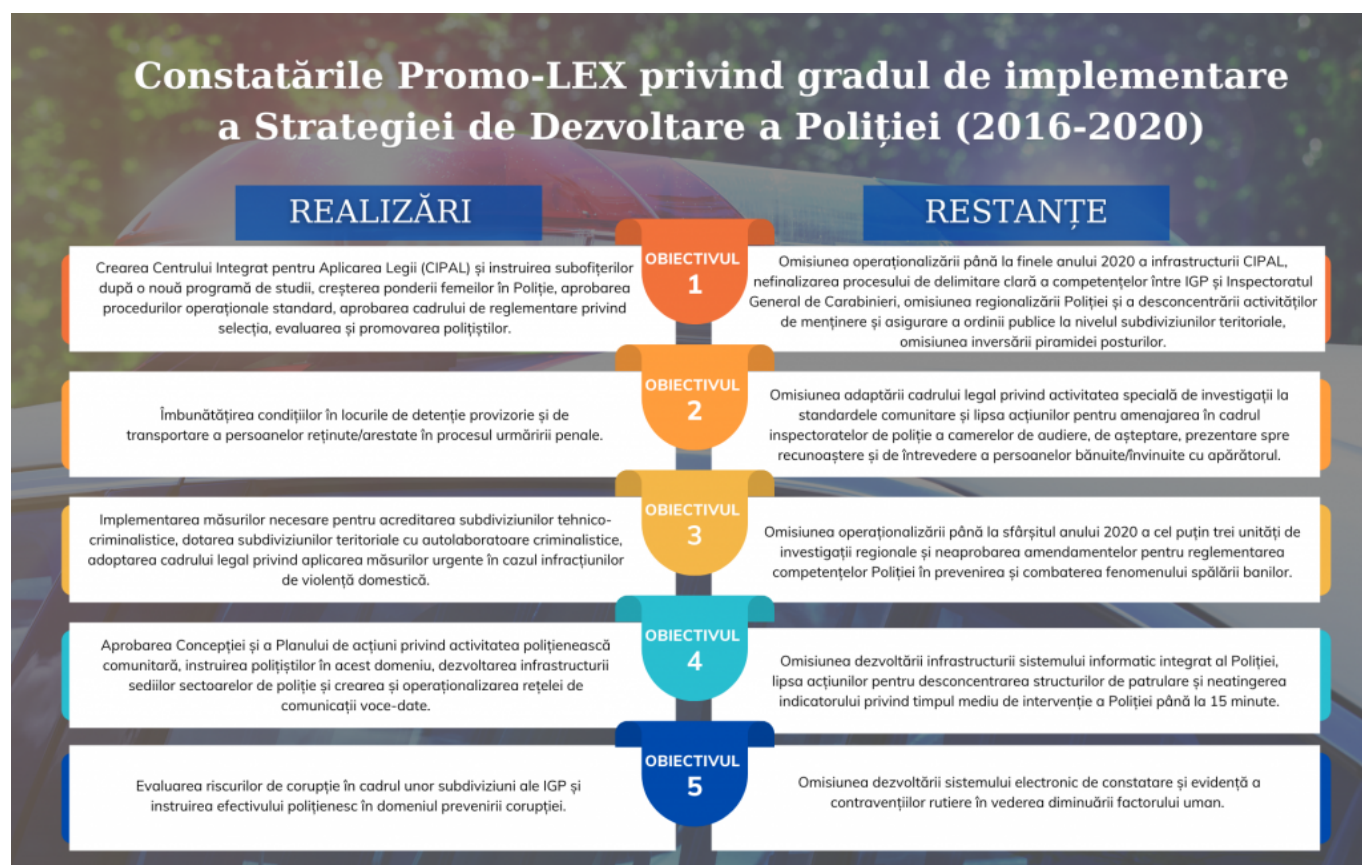 Constatările Promo-LEX privind gradul de implementare
a Strategiei de Dezvoltare a Poliției (2016-2020)
REALIZĂRI
RESTANȚE
OBIECTIVUL
1
Crearea Centrului Integrat pentru Aplicarea Legii (CIPAL) și instruirea subofițerilor
după o nouă programă de studii, creșterea ponderii femeilor în Poliție, aprobarea
procedurilor operaționale standard, aprobarea cadrului de reglementare privind
selecția, evaluarea și promovarea polițiștilor.
Omisiunea operaționalizării până la finele anului 2020 a infrastructurii CIPAL,
nefinalizarea procesului de delimitare clară a competențelor între IGP și Inspectoratul
General de Carabinieri, omisiunea regionalizării Poliției și a desconcentrării activităților
de menținere și asigurare a ordinii publice la nivelul subdiviziunilor teritoriale,
omisiunea inversării piramidei posturilor.
OBIECTIVUL
2
Îmbunătățirea condițiilor în locurile de detenție provizorie și de
transportare a persoanelor reținute/arestate în procesul urmăririi penale.
Omisiunea adaptării cadrului legal privind activitatea specială de investigații la
standardele comunitare și lipsa acțiunilor pentru amenajarea în cadrul
inspectoratelor de poliție a camerelor de audiere, de așteptare, prezentare spre
recunoaștere și de întrevedere a persoanelor bănuite/învinuite cu apărătorul.
OBIECTIVUL
3
Implementarea măsurilor necesare pentru acreditarea subdiviziunilor tehnico-
criminalistice, dotarea subdiviziunilor teritoriale cu autolaboratoare criminalistice,
adoptarea cadrului legal privind aplicarea măsurilor urgente în cazul infracțiunilor
de violență domestică.
Omisiunea operaționalizării până la sfârșitul anului 2020 a cel puțin trei unități de
investigații regionale și neaprobarea amendamentelor pentru reglementarea
competențelor Poliției în prevenirea și combaterea fenomenului spălării banilor.
OBIECTIVUL
4
Aprobarea Concepției și a Planului de acțiuni privind activitatea polițienească
comunitară, instruirea polițiștilor în acest domeniu, dezvoltarea infrastructurii
sediilor sectoarelor de poliție și crearea și operaționalizarea rețelei de
comunicații voce-date.
Omisiunea dezvoltării infrastructurii sistemului informatic integrat al Poliției,
lipsa acțiunilor pentru desconcentrarea structurilor de patrulare și neatingerea
indicatorului privind timpul mediu de intervenție a Poliției până la 15 minute.
OBIECTIVUL
5
Evaluarea riscurilor de corupție în cadrul unor subdiviziuni ale IGP și
instruirea efectivului polițienesc în domeniul prevenirii corupției.
Omisiunea dezvoltării sistemului electronic de constatare și evidență a
contravențiilor rutiere în vederea diminuării factorului uman.